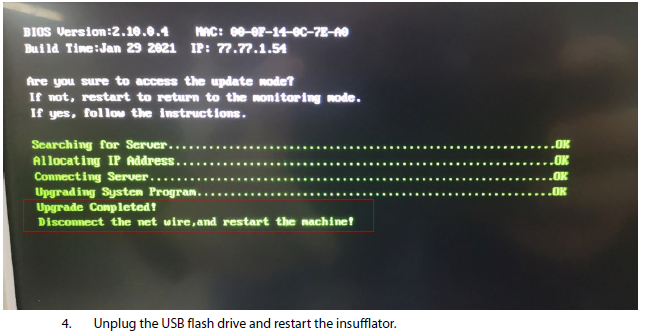 BIOS Version:2.10.0.4 MAC: 00-0F-14-0C-7E-A0
Build Time:Jan 29 2021 IP: 77.77.1.54
Are you sure to access the update mode?
If not, restart to return to the monitoring mode.
If yes, follow the instructions.
Searching for Server..........................................................OK
Allocating IP Address.........................................................OK
Connecting Server.............................................................OK
Upgrading System Program......................................................OK
Upgrade Completed!
Disconnect the net wire,and restart the machine!
4. Unplug the USB flash drive and restart the insufflator.